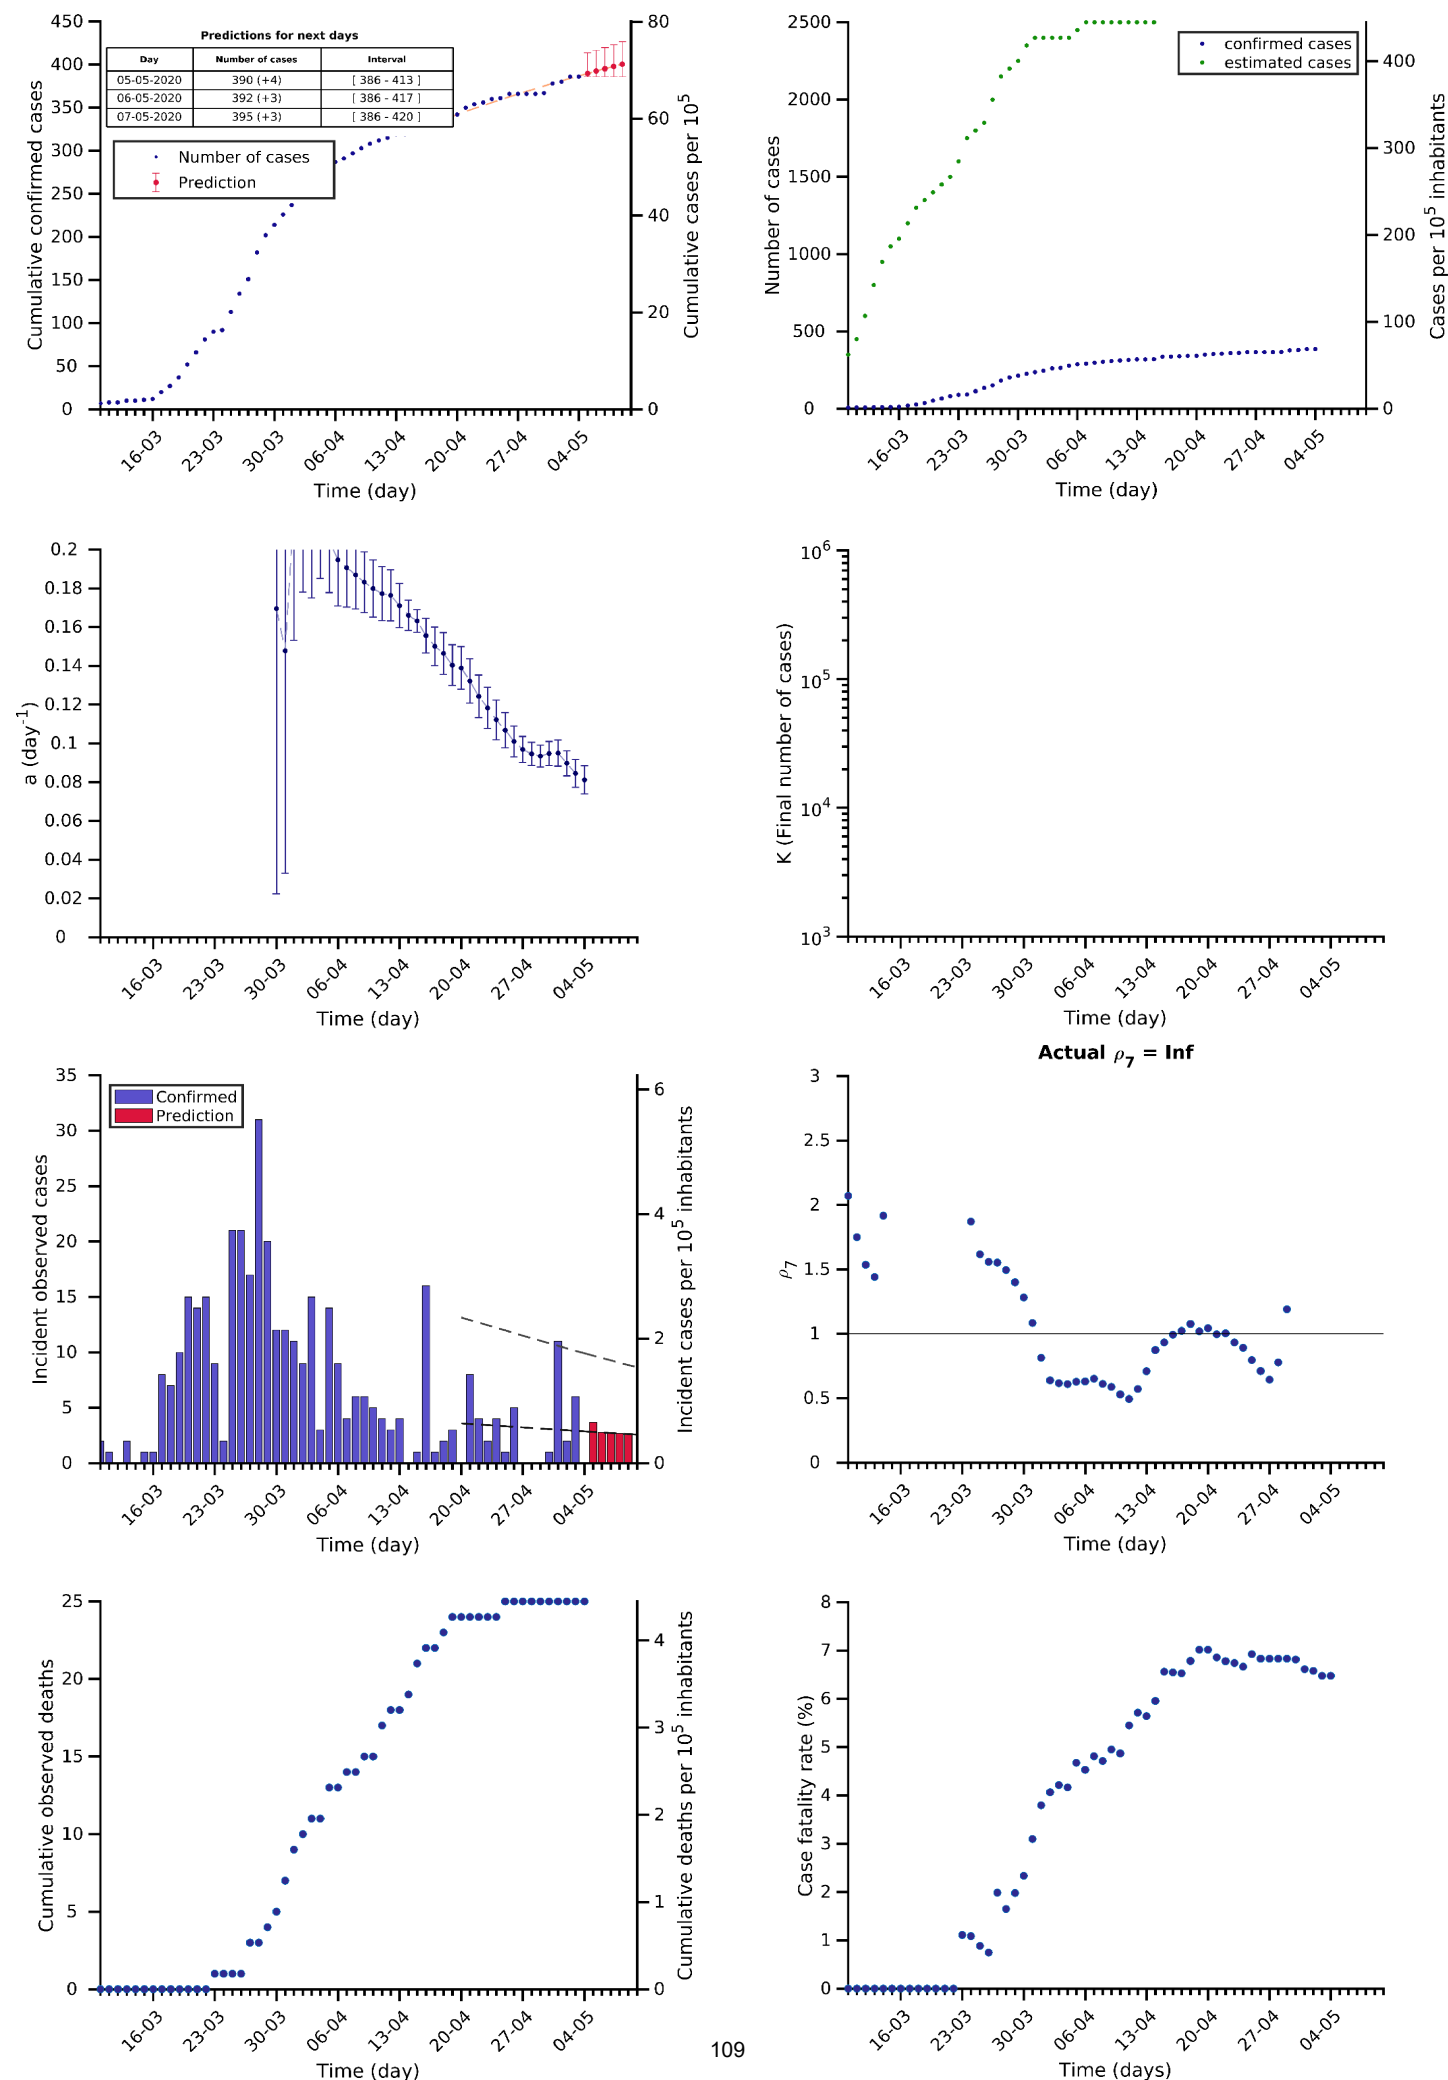 Predictions for next days
Day Number of cases Interval
05-05-2020 390 (+4) [ 386 - 413 ]
06-05-2020 392 (+3) [ 386 - 417 ]
07-05-2020 395 (+3) [ 386 - 420 ]
Number of cases
Prediction
Cumulative confirmed cases
450
400
350
300
250
200
150
100
50
0
Cumulative cases per 10^5
80
60
40
20
0
16-03 23-03 30-03 06-04 13-04 20-04 27-04 04-05
Time (day)
confirmed cases
estimated cases
Number of cases
2500
2000
1500
1000
500
0
Cases per 10^5 inhabitants
400
300
200
100
0
16-03 23-03 30-03 06-04 13-04 20-04 27-04 04-05
Time (day)
a (day^-1)
0.2
0.18
0.16
0.14
0.12
0.1
0.08
0.06
0.04
0.02
0
16-03 23-03 30-03 06-04 13-04 20-04 27-04 04-05
Time (day)
K (Final number of cases)
10^6
10^5
10^4
10^3
16-03 23-03 30-03 06-04 13-04 20-04 27-04 04-05
Time (day)
Confirmed
Prediction
Incident observed cases
35
30
25
20
15
10
5
0
Incident cases per 10^5 inhabitants
6
4
2
0
16-03 23-03 30-03 06-04 13-04 20-04 27-04 04-05
Time (day)
Actual ρ7 = Inf
ρ7
3
2.5
2
1.5
1
0.5
0
16-03 23-03 30-03 06-04 13-04 20-04 27-04 04-05
Time (day)
Cumulative observed deaths
25
20
15
10
5
0
Cumulative deaths per 10^5 inhabitants
4
3
2
1
0
16-03 23-03 30-03 06-04 13-04 20-04 27-04 04-05
Time (day)
Case fatality rate (%)
8
7
6
5
4
3
2
1
0
16-03 23-03 30-03 06-04 13-04 20-04 27-04 04-05
Time (days)
109